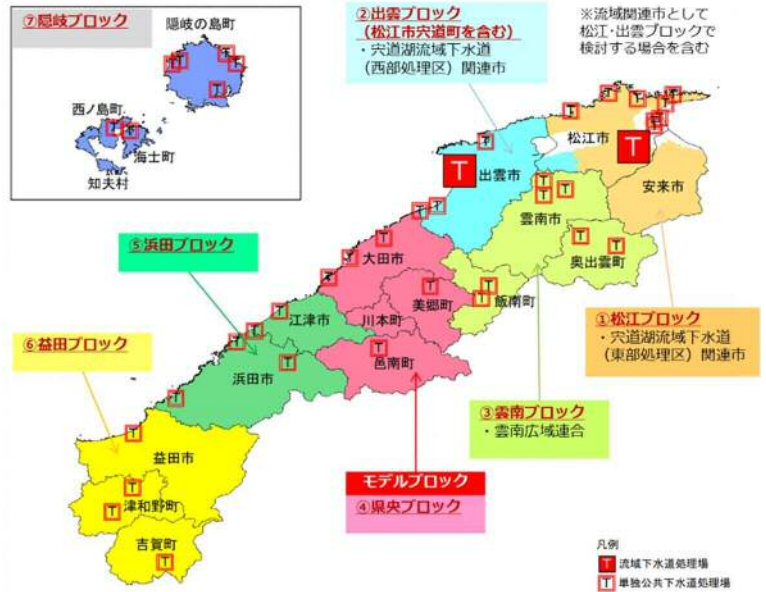 ⑦隠岐ブロック
隠岐の島町
西ノ島町
海士町
知夫村
②出雲ブロック
(松江市宍道町を含む)
・宍道湖流域下水道
(西部処理区)関連市
※流域関連市として
松江・出雲ブロックで
検討する場合を含む
松江市
T
T
出雲市
安来市
雲南市
奥出雲町
飯南町
⑤浜田ブロック
大田市
美郷町
川本町
邑南町
江津市
浜田市
①松江ブロック
・宍道湖流域下水道
(東部処理区)関連市
⑥益田ブロック
③雲南ブロック
・雲南広域連合
益田市
津和野町
吉賀町
モデルブロック
④県央ブロック
凡例
T 流域下水道処理場
T 単独公共下水道処理場